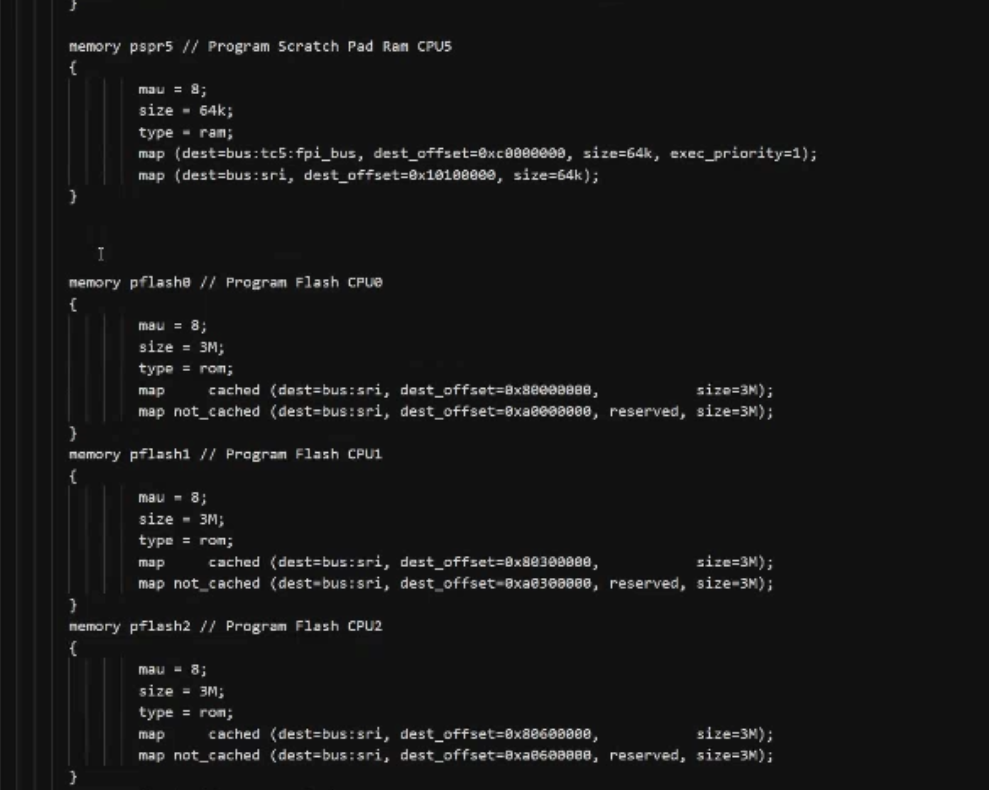 }
memory pspr5 // Program Scratch Pad Ram CPU5
{
mau = 8;
size = 64k;
type = ram;
map (dest=bus:tc5:fpi_bus, dest_offset=0xc0000000, size=64k, exec_priority=1);
map (dest=bus:sri, dest_offset=0x10100000, size=64k);
}
memory pflash0 // Program Flash CPU0
{
mau = 8;
size = 3M;
type = rom;
map     cached (dest=bus:sri, dest_offset=0x80000000,           size=3M);
map not_cached (dest=bus:sri, dest_offset=0xa0000000, reserved, size=3M);
}
memory pflash1 // Program Flash CPU1
{
mau = 8;
size = 3M;
type = rom;
map     cached (dest=bus:sri, dest_offset=0x80300000,           size=3M);
map not_cached (dest=bus:sri, dest_offset=0xa0300000, reserved, size=3M);
}
memory pflash2 // Program Flash CPU2
{
mau = 8;
size = 3M;
type = rom;
map     cached (dest=bus:sri, dest_offset=0x80600000,           size=3M);
map not_cached (dest=bus:sri, dest_offset=0xa0600000, reserved, size=3M);
}